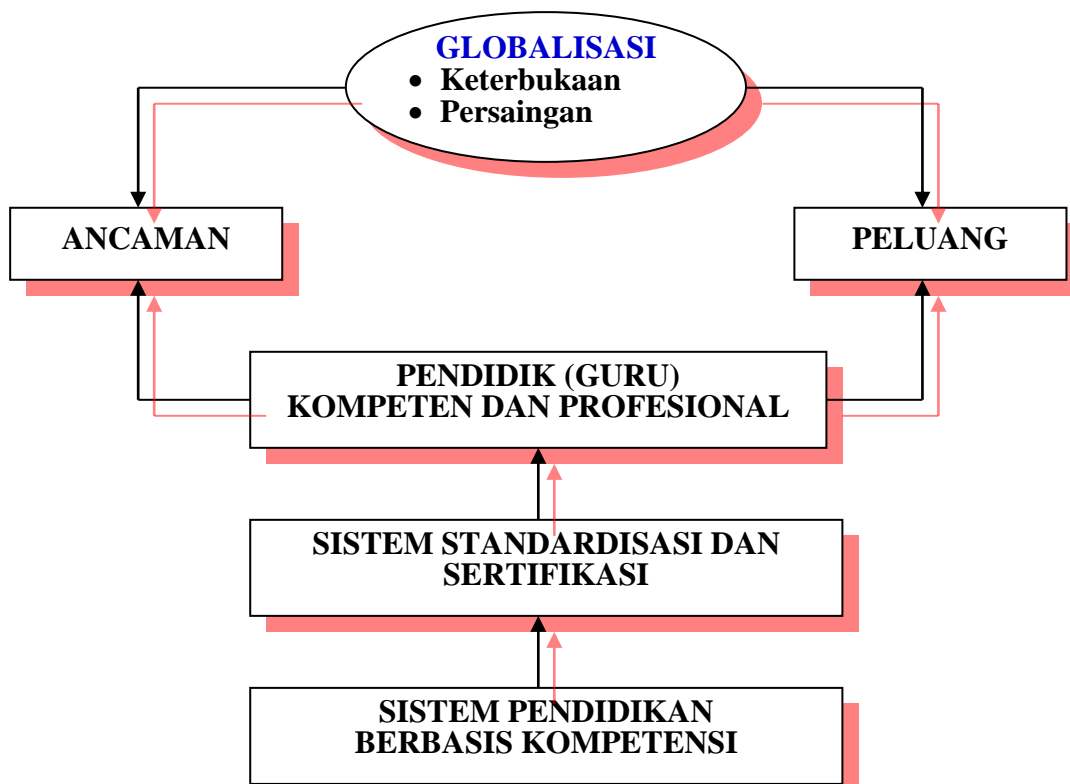 GLOBALISASI
• Keterbukaan
• Persaingan
ANCAMAN
PELUANG
PENDIDIK (GURU)
KOMPETEN DAN PROFESIONAL
SISTEM STANDARDISASI DAN
SERTIFIKASI
SISTEM PENDIDIKAN
BERBASIS KOMPETENSI